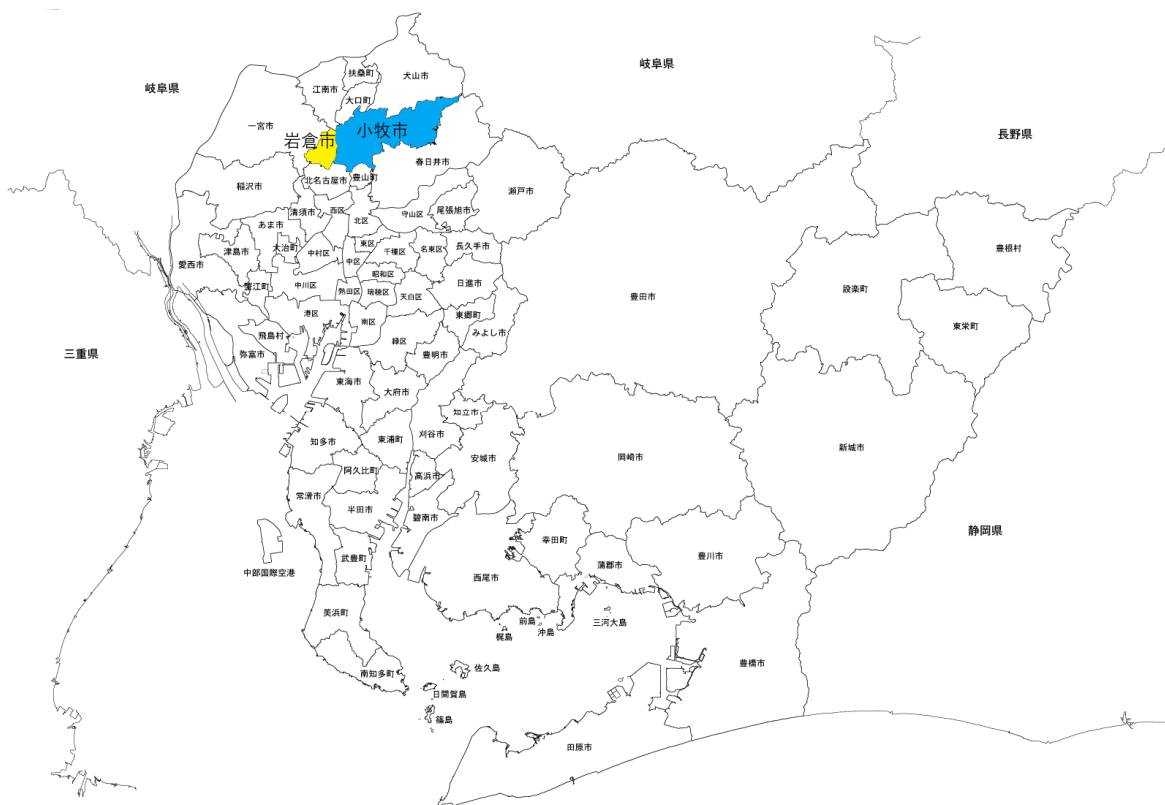 岐阜県
扶桑町
犬山市
岐阜県
江南市
大口町
一宮市
岩倉市
小牧市
長野県
春日井市
稲沢市
北名古屋市
豊山町
瀬戸市
清須市
西区
北区
守山区
尾張旭市
あま市
東区
津島市
大治町
中村区
中区
千種区
名東区
長久手市
愛西市
昭和区
蟹江町
中川区
熱田区
瑞穂区
天白区
日進市
豊田市
設楽町
豊根村
港区
南区
東郷町
東栄町
飛島村
緑区
みよし市
三重県
弥富市
豊明市
東海市
大府市
知立市
知多市
東浦町
刈谷市
岡崎市
新城市
安城市
阿久比町
高浜市
常滑市
半田市
碧南市
静岡県
幸田町
豊川市
武豊町
蒲郡市
中部国際空港
西尾市
美浜町
前島
三河大島
梶島
沖島
佐久島
豊橋市
南知多町
日間賀島
篠島
田原市